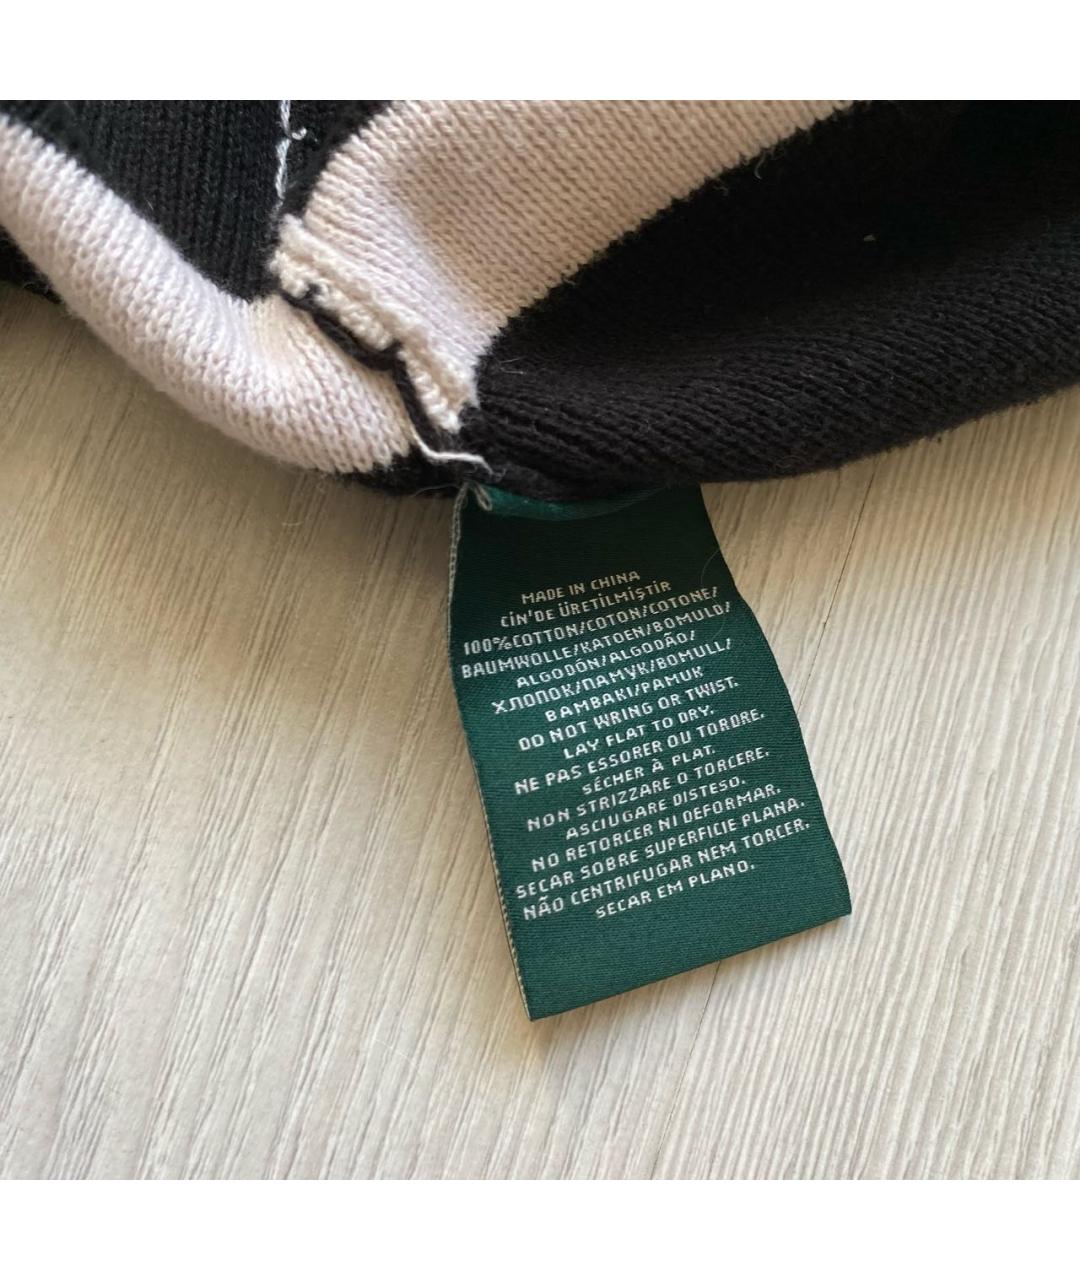 MADE IN CHINA
CİN'DE ÜRETİLMİŞTİR
100%COTTON/COTON/COTONE/
BAUMWOLLE/KATOEN/BOMULD/
ALGODÓN/ALGODÃO/
ХЛОПОК/ПАМУК/BOMULL/
BAMBAKI/PAMUK
DO NOT WRING OR TWIST.
LAY FLAT TO DRY.
NE PAS ESSORER OU TORDRE.
SÉCHER À PLAT.
NON STRIZZARE O TORCERE.
ASCIUGARE DISTESO.
NO RETORCER NI DEFORMAR.
SECAR SOBRE SUPERFICIE PLANA.
NÃO CENTRIFUGAR NEM TORCER.
SECAR EM PLANO.